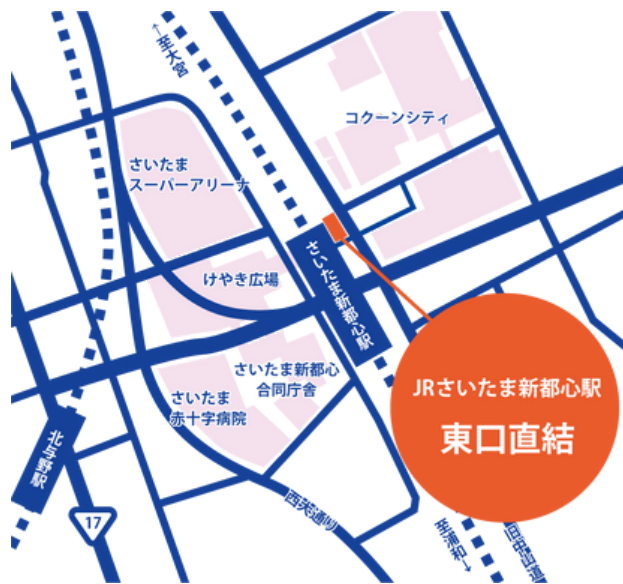 ←至大宮
コクーンシティ
さいたま
スーパーアリーナ
けやき広場
さいたま新都心駅
さいたま新都心
合同庁舎
さいたま
赤十字病院
JRさいたま新都心駅
東口直結
北与野駅
17
至浦和→
旧中山道